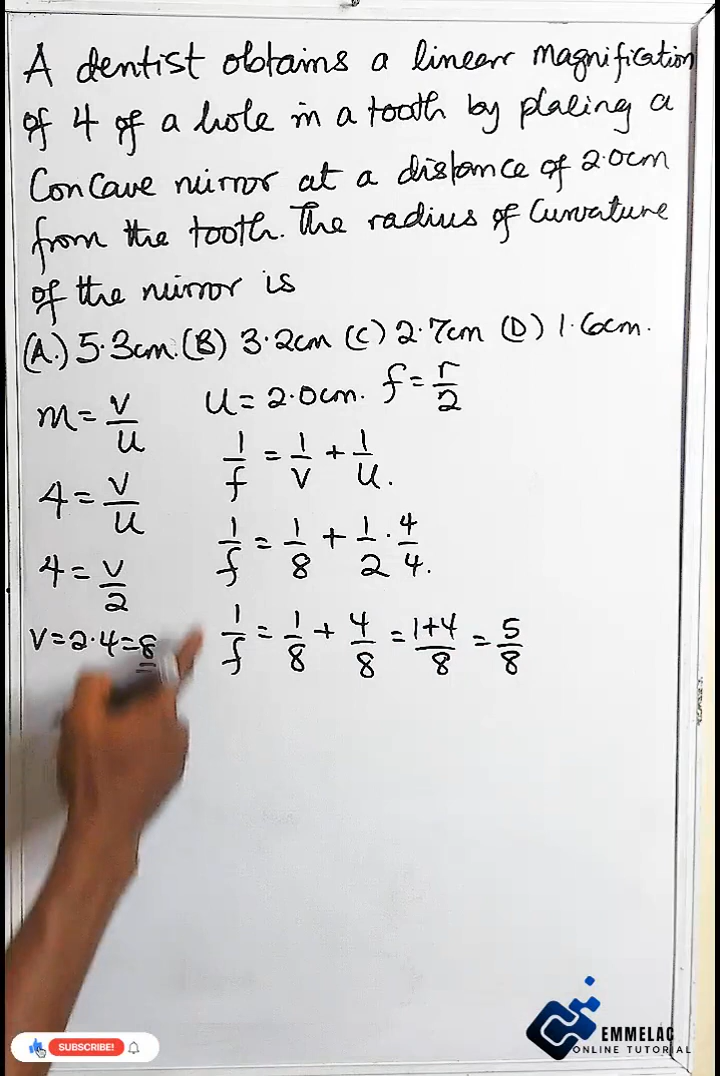 A dentist obtains a linear magnification
of 4 of a hole in a tooth by placing a
Concave mirror at a distance of 2.0cm
from the tooth. The radius of Curvature
of the mirror is
(A.) 5.3cm. (B) 3.2cm (C) 2.7cm (D) 1.6cm.
m = v/u
4 = v/u
4 = v/2
v = 2·4 = 8
u = 2.0cm. f = r/2
1/f = 1/v + 1/u.
1/f = 1/8 + 1/2 · 4/4.
1/f = 1/8 + 4/8 = 1+4/8 = 5/8
EMMELAC
ONLINE TUTORIAL
SUBSCRIBE!